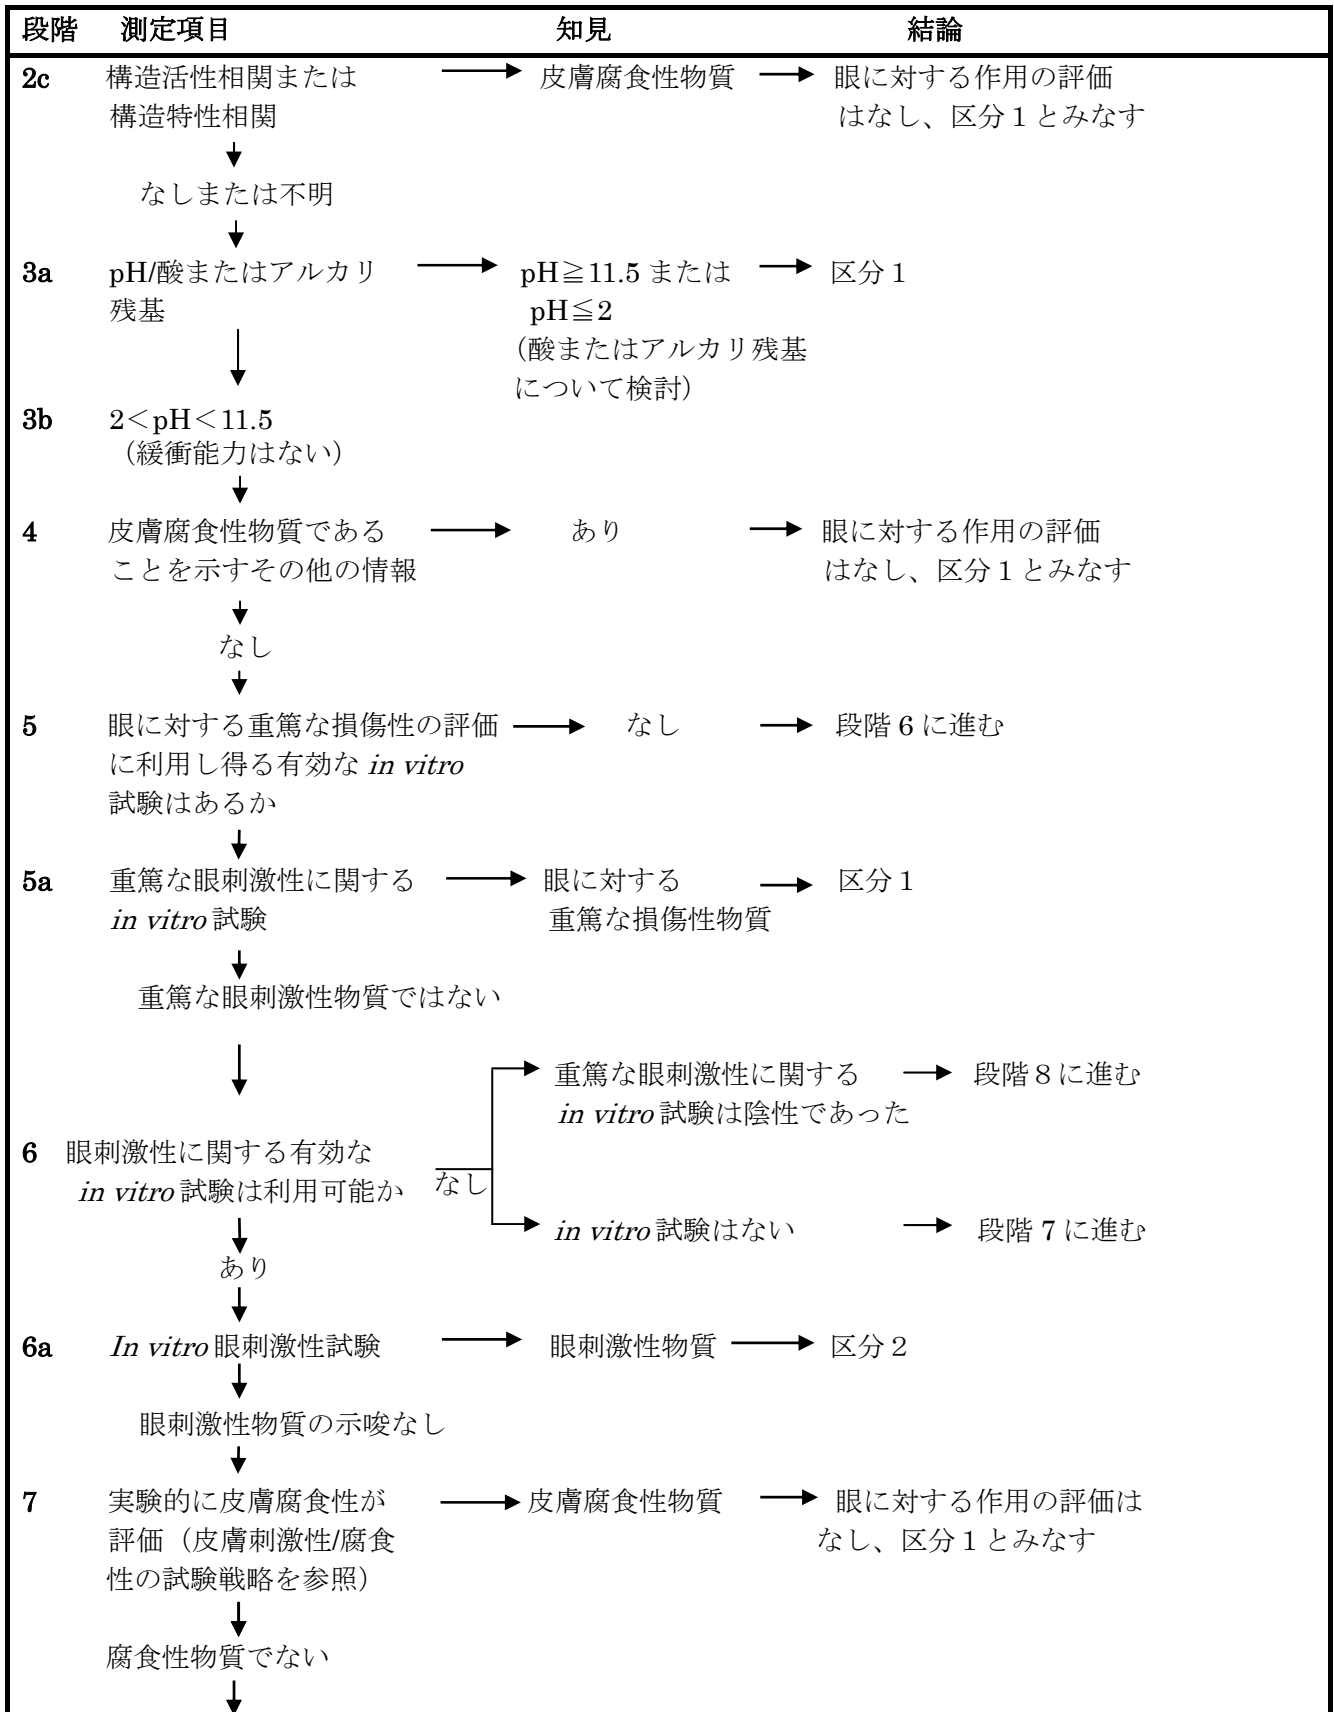 段階 測定項目 知見 結論
2c 構造活性相関または 皮膚腐食性物質 眼に対する作用の評価
構造特性相関 はなし、区分1とみなす
なしまたは不明
3a pH/酸またはアルカリ pH≧11.5 または 区分1
残基 pH≦2
(酸またはアルカリ残基
について検討)
3b 2<pH<11.5
(緩衝能力はない)
4 皮膚腐食性物質である あり 眼に対する作用の評価
ことを示すその他の情報 はなし、区分1とみなす
なし
5 眼に対する重篤な損傷性の評価 なし 段階 6 に進む
に利用し得る有効な in vitro
試験はあるか
5a 重篤な眼刺激性に関する 眼に対する 区分1
in vitro 試験 重篤な損傷性物質
重篤な眼刺激性物質ではない
重篤な眼刺激性に関する 段階8に進む
in vitro 試験は陰性であった
6 眼刺激性に関する有効な
in vitro 試験は利用可能か なし
in vitro 試験はない 段階 7 に進む
あり
6a In vitro 眼刺激性試験 眼刺激性物質 区分2
眼刺激性物質の示唆なし
7 実験的に皮膚腐食性が 皮膚腐食性物質 眼に対する作用の評価は
評価(皮膚刺激性/腐食 なし、区分1とみなす
性の試験戦略を参照)
腐食性物質でない